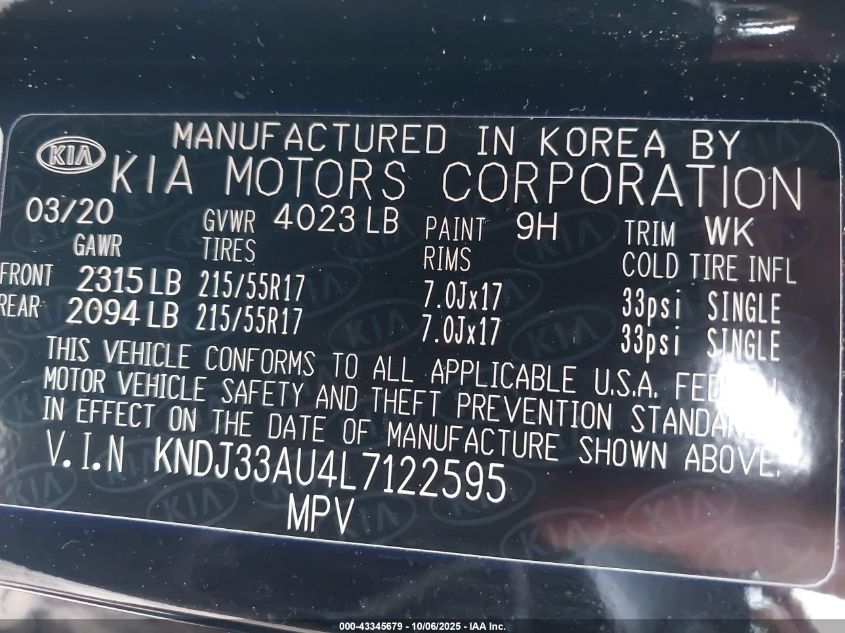 KIA MANUFACTURED IN KOREA BY
KIA MOTORS CORPORATION
03/20 GVWR 4023 LB PAINT 9H TRIM WK
GAWR TIRES RIMS COLD TIRE INFL
FRONT 2315 LB 215/55R17 7.0Jx17 33psi SINGLE
REAR 2094 LB 215/55R17 7.0Jx17 33psi SINGLE
THIS VEHICLE CONFORMS TO ALL APPLICABLE U.S.A. FEDERAL
MOTOR VEHICLE SAFETY AND THEFT PREVENTION STANDARDS
IN EFFECT ON THE DATE OF MANUFACTURE SHOWN ABOVE.
V.I.N KNDJ33AU4L7122595
MPV
000-43345679 - 10/06/2025 - IAA Inc.